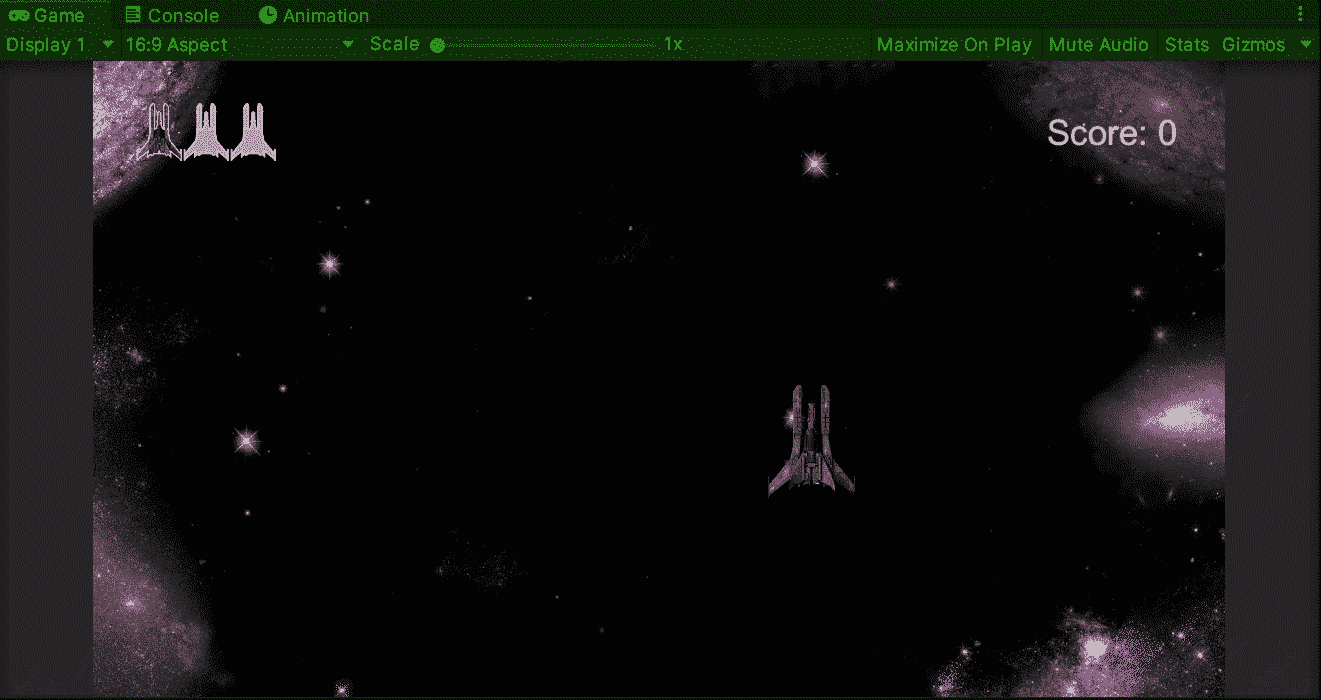 Game Console Animation
Display 1 16:9 Aspect Scale 1x Maximize On Play Mute Audio Stats Gizmos
Score: 0